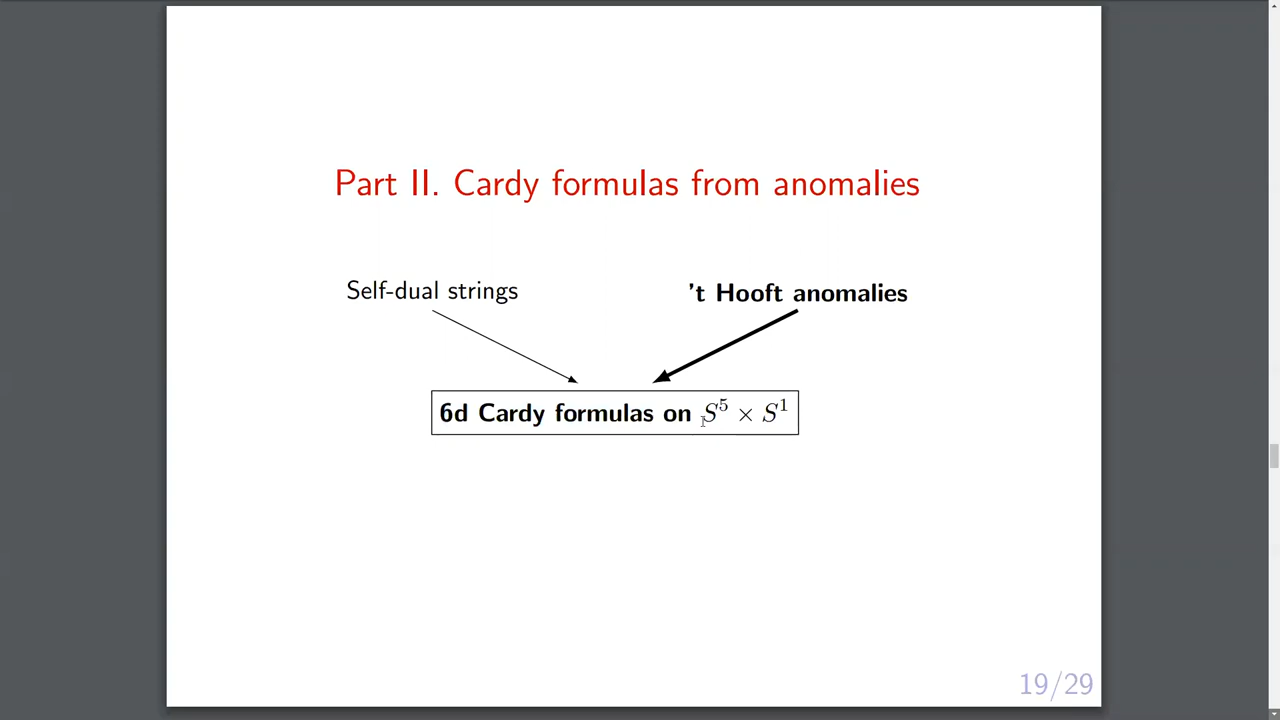 Part II. Cardy formulas from anomalies
Self-dual strings
't Hooft anomalies
6d Cardy formulas on S⁵ × S¹
19/29